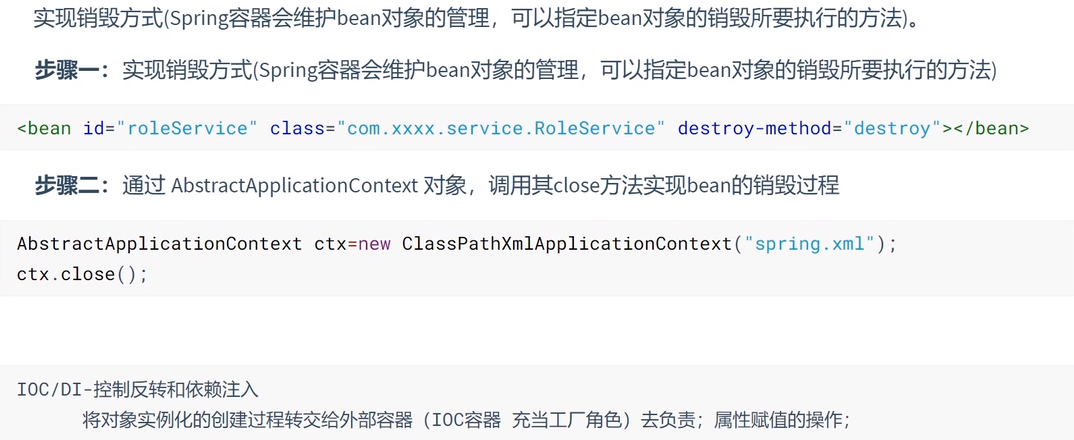 实现销毁方式(Spring容器会维护bean对象的管理，可以指定bean对象的销毁所要执行的方法)。
步骤一：实现销毁方式(Spring容器会维护bean对象的管理，可以指定bean对象的销毁所要执行的方法)
<bean id="roleService" class="com.xxxx.service.RoleService" destroy-method="destroy"></bean>
步骤二：通过 AbstractApplicationContext 对象，调用其close方法实现bean的销毁过程
AbstractApplicationContext ctx=new ClassPathXmlApplicationContext("spring.xml");
ctx.close();
IOC/DI-控制反转和依赖注入
将对象实例化的创建过程转交给外部容器（IOC容器 充当工厂角色）去负责；属性赋值的操作；